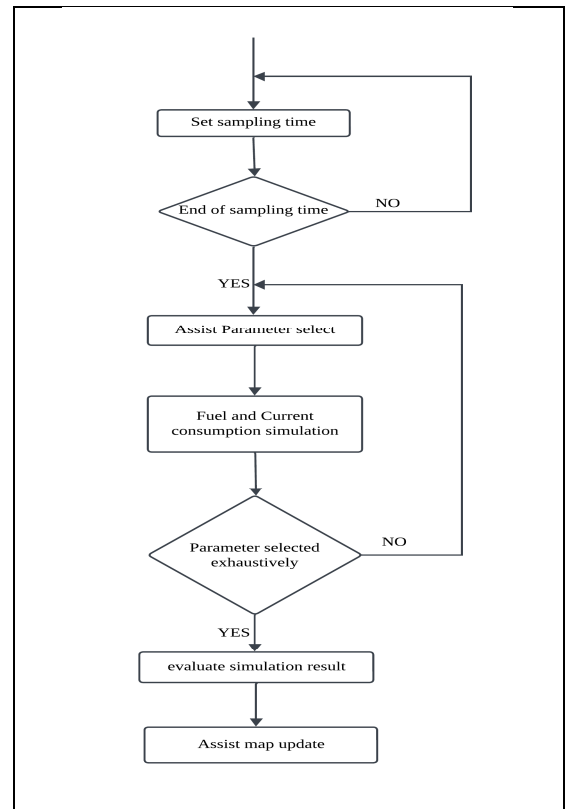 Set sampling time
End of sampling time
NO
YES
Assist Parameter select
Fuel and Current
consumption simulation
Parameter selected
exhaustively
NO
YES
evaluate simulation result
Assist map update